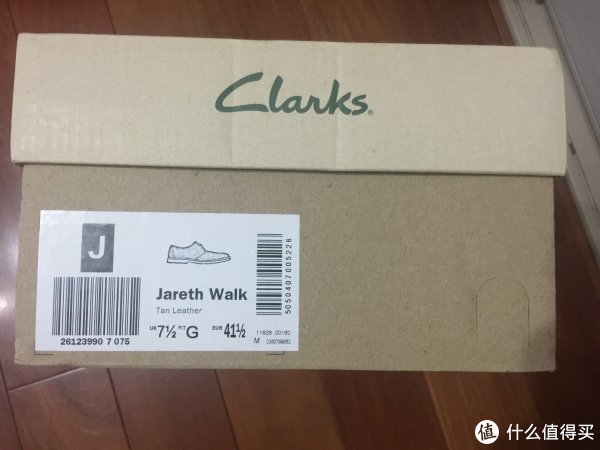 Clarks
J
Jareth Walk
Tan Leather
UK 7½ FIT G EUR 41½
26123990 7 075
5050407005226
11828 00160
M
值 什么值得买